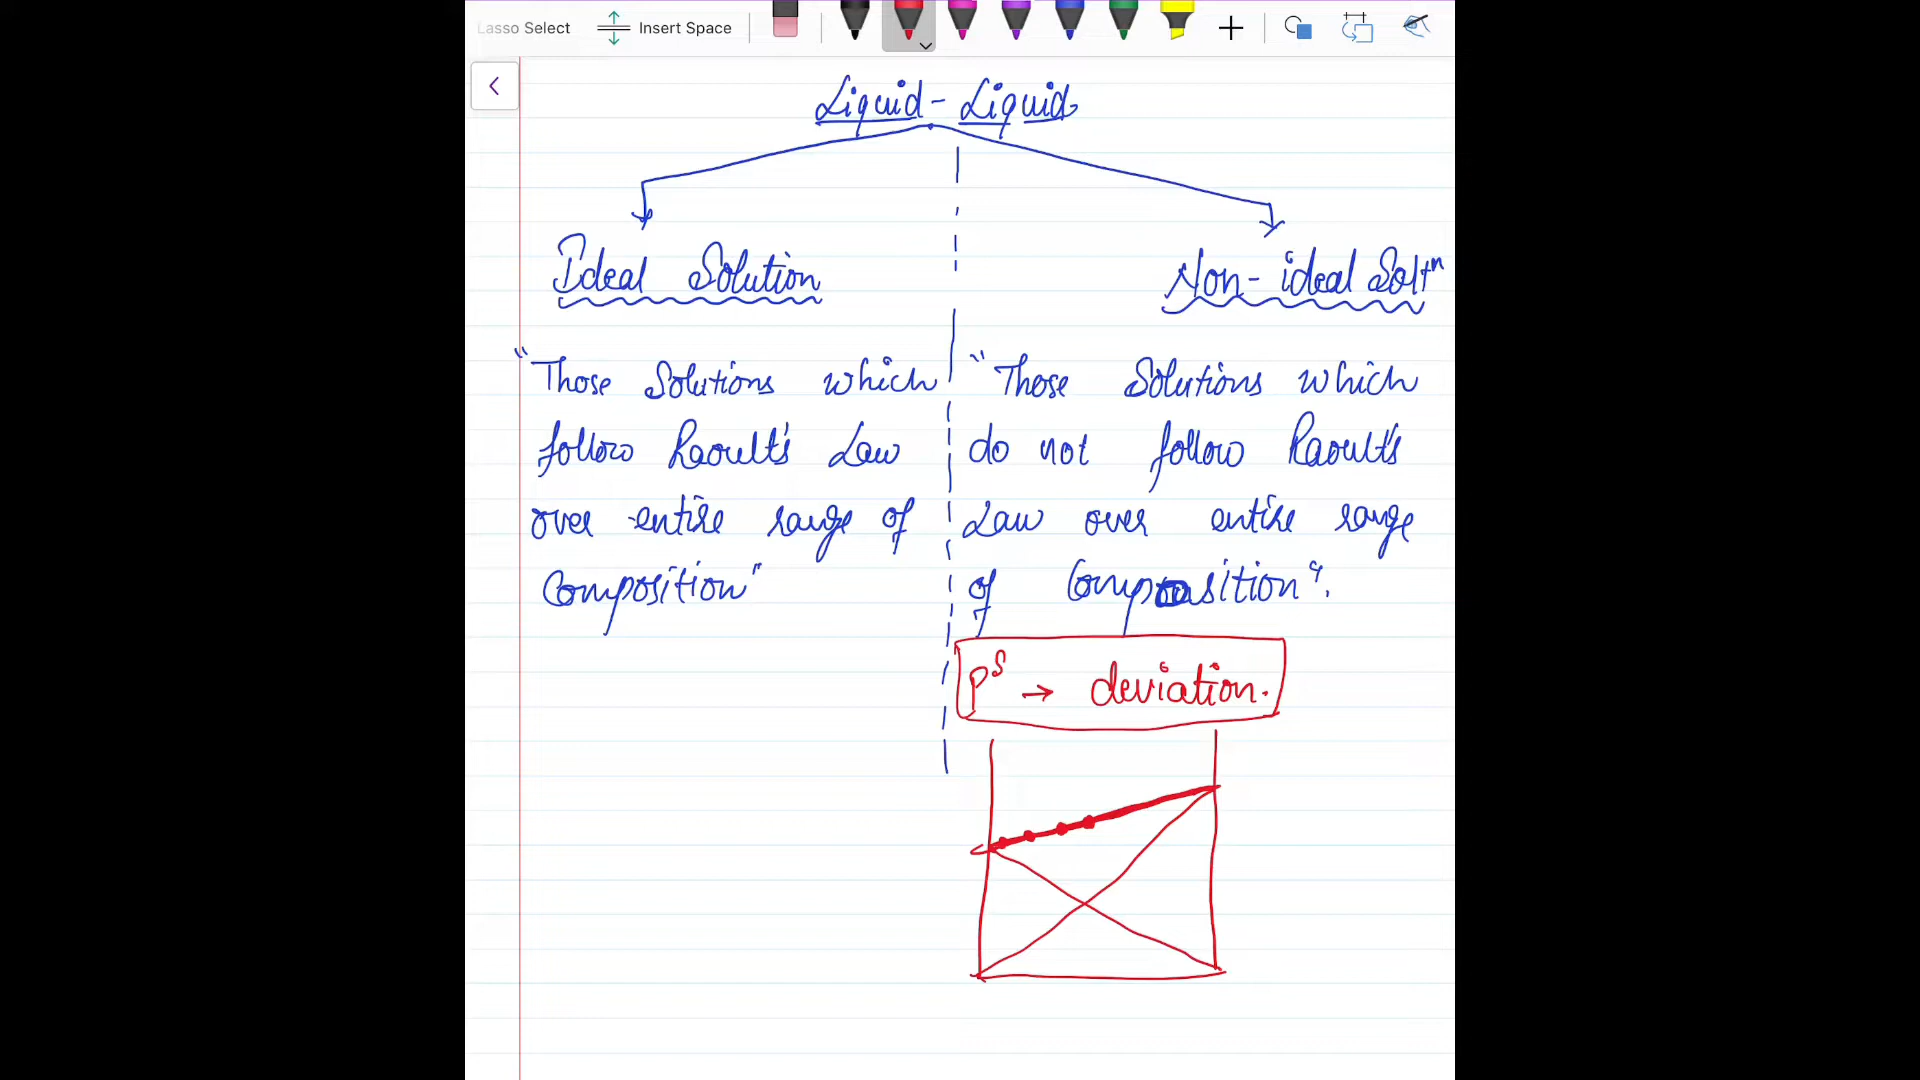 Lasso Select
Insert Space
Liquid - Liquid
Ideal Solution
Non-ideal Soltn
"Those Solutions which
follow Raoult's Law
over entire range of
Composition"
"Those Solutions which
do not follow Raoult's
Law over entire range
of Composition".
PS → deviation.